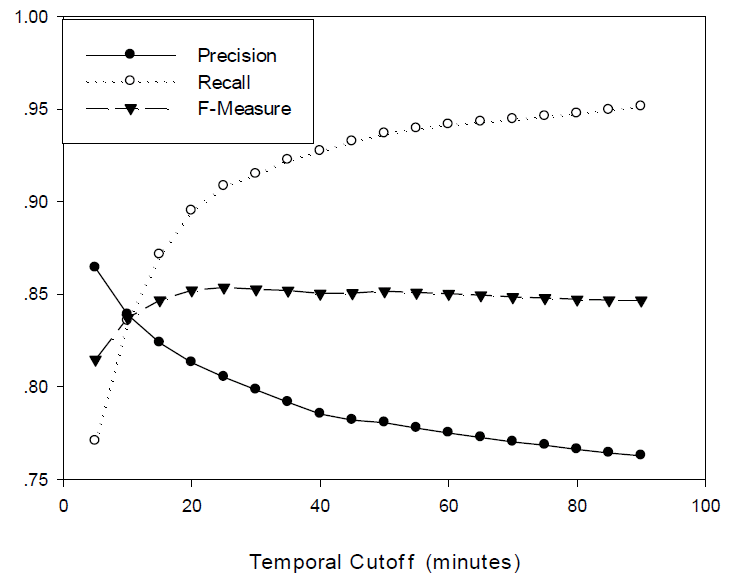 1.00
Precision
Recall
F-Measure
.95
.90
.85
.80
.75
0 20 40 60 80 100
Temporal Cutoff (minutes)